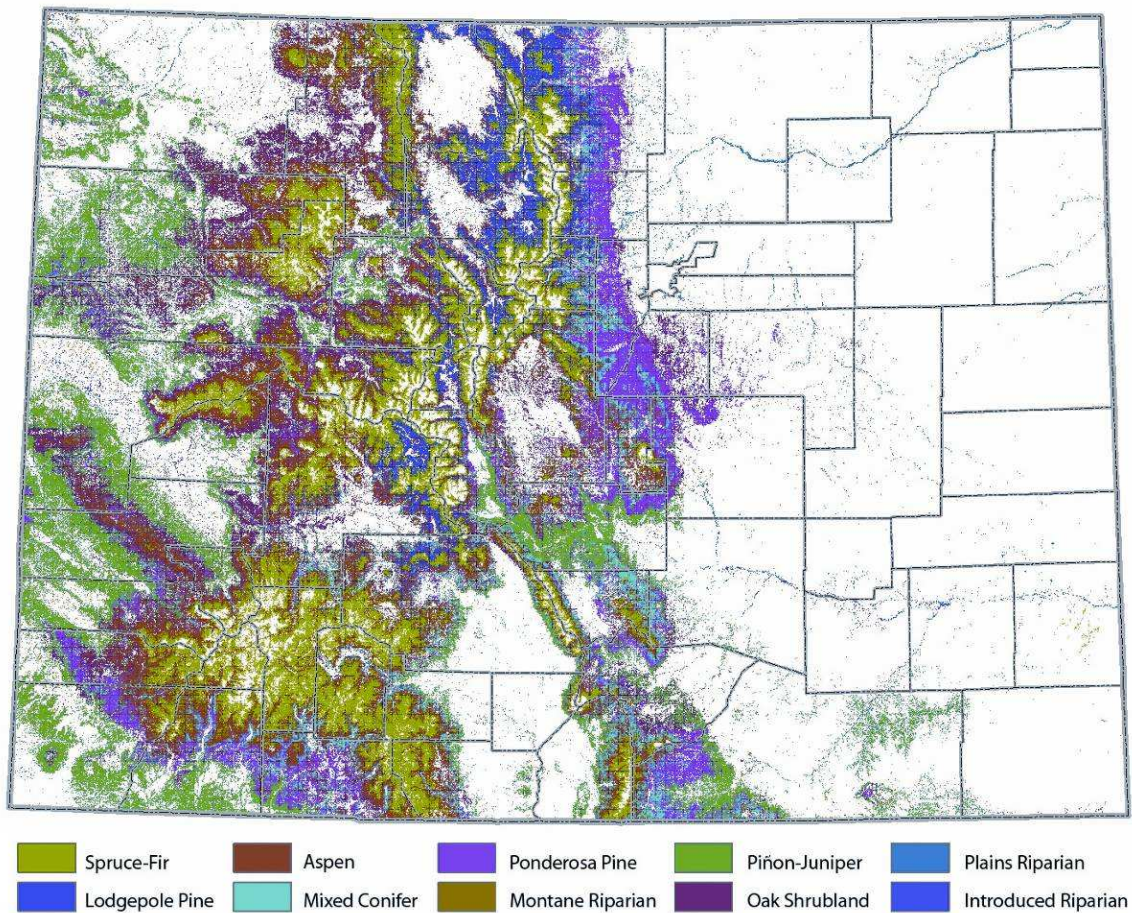 Spruce-Fir Aspen Ponderosa Pine Piñon-Juniper Plains Riparian
Lodgepole Pine Mixed Conifer Montane Riparian Oak Shrubland Introduced Riparian